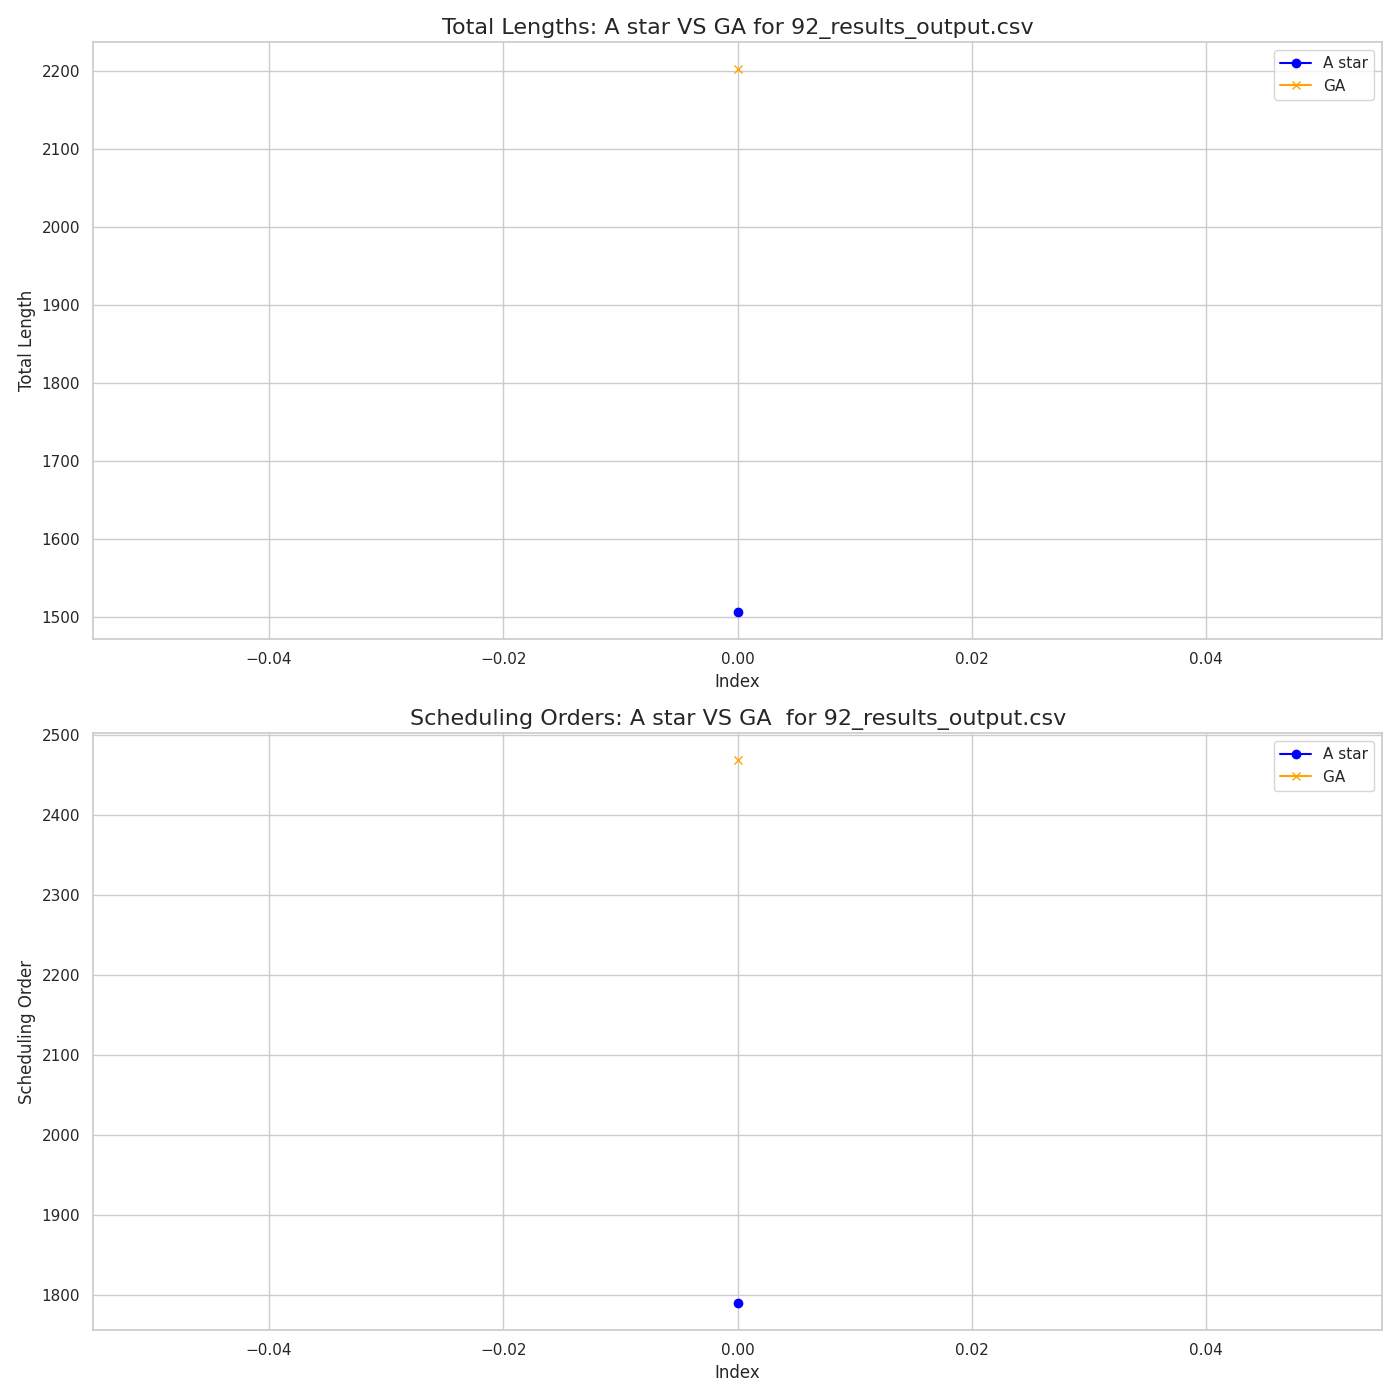 Total Lengths: A star VS GA for 92_results_output.csv
A star
GA
2200
2100
2000
1900
1800
1700
1600
1500
Total Length
−0.04
−0.02
0.00
0.02
0.04
Index
Scheduling Orders: A star VS GA  for 92_results_output.csv
A star
GA
2500
2400
2300
2200
2100
2000
1900
1800
Scheduling Order
−0.04
−0.02
0.00
0.02
0.04
Index